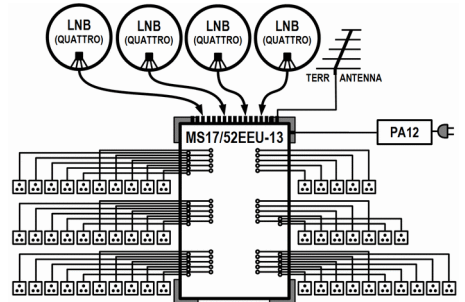 LNB
(QUATTRO)
LNB
(QUATTRO)
LNB
(QUATTRO)
LNB
(QUATTRO)
TERR ANTENNA
MS17/52EEU-13
PA12